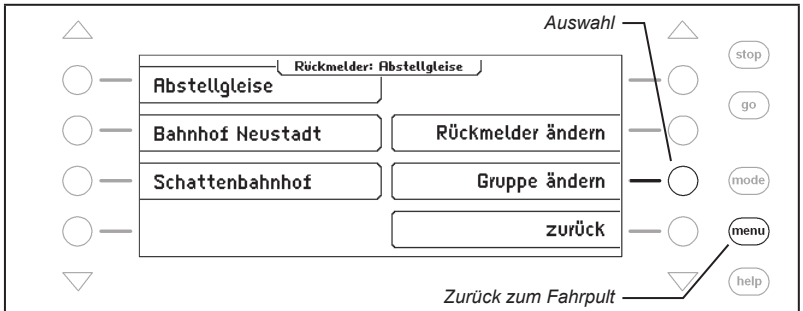 Auswahl
stop
Rückmelder: Abstellgleise
Abstellgleise
go
Bahnhof Neustadt
Rückmelder ändern
Schattenbahnhof
Gruppe ändern
mode
zurück
menu
help
Zurück zum Fahrpult